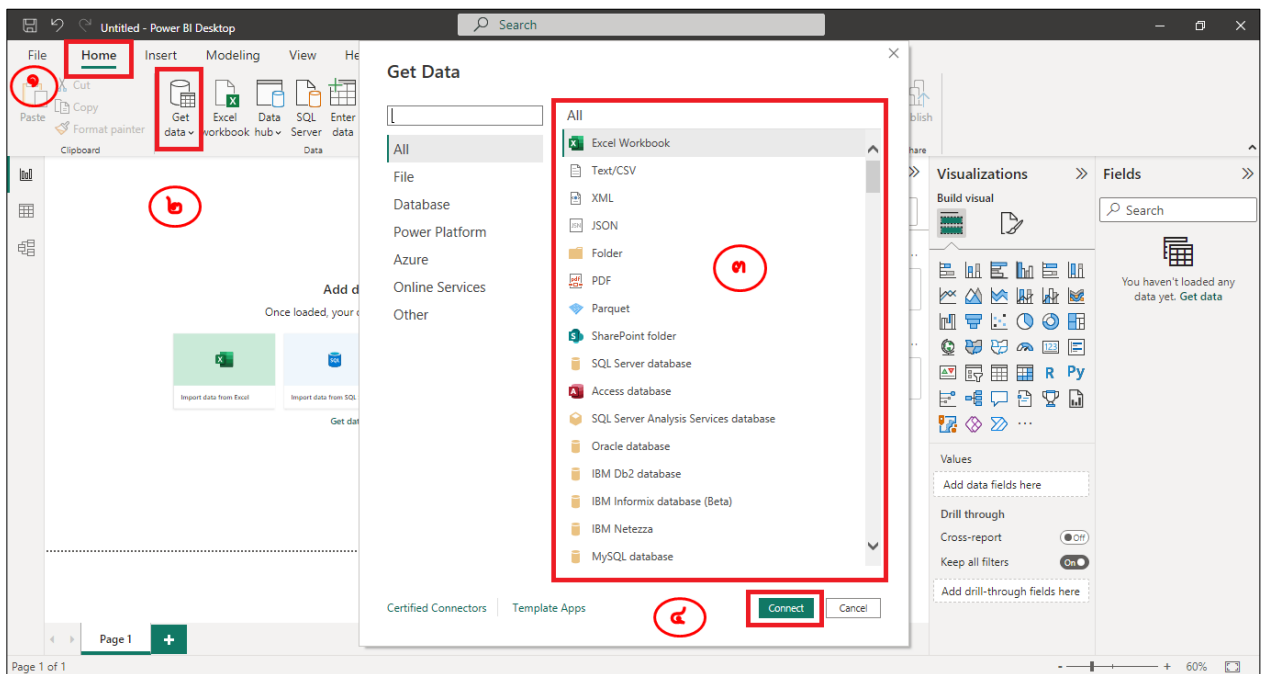 Untitled - Power BI Desktop
Search
File
Home
Insert
Modeling
View
He
๑
Paste
Cut
Copy
Format painter
Clipboard
Get data
Excel workbook
Data hub
SQL Server
Enter data
Data
blish
hare
๒
Add d
Once loaded, your
Import data from Excel
Import data from SQL
Get dat
Get Data
All
File
Database
Power Platform
Azure
Online Services
Other
All
Excel Workbook
Text/CSV
XML
JSON
Folder
PDF
Parquet
SharePoint folder
SQL Server database
Access database
SQL Server Analysis Services database
Oracle database
IBM Db2 database
IBM Informix database (Beta)
IBM Netezza
MySQL database
๓
Certified Connectors
Template Apps
๔
Connect
Cancel
Visualizations
Build visual
123
R
Py
Values
Add data fields here
Drill through
Cross-report
Off
Keep all filters
On
Add drill-through fields here
Fields
Search
You haven't loaded any
data yet. Get data
Page 1
Page 1 of 1
60%